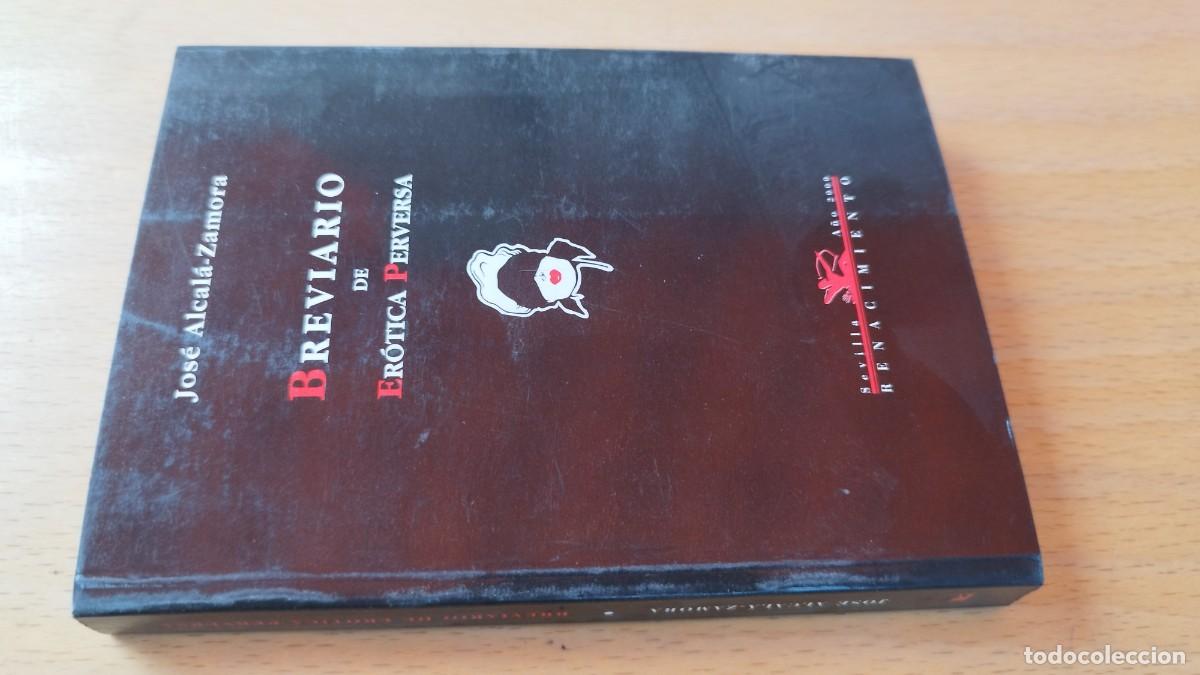 José Alcalá-Zamora
BREVIARIO
DE
ERÓTICA PERVERSA
Sevilla Año 2000
RENACIMIENTO
JOSÉ ALCALÁ-ZAMORA • BREVIARIO DE ERÓTICA PERVERSA
todocoleccion